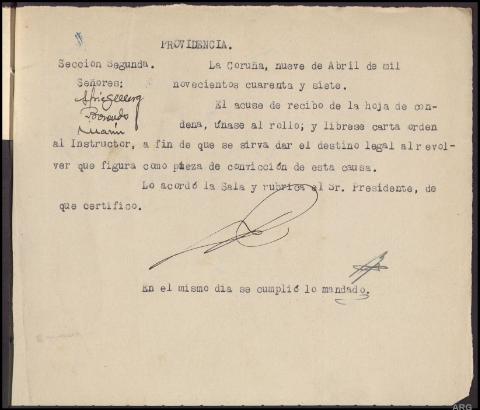 PROVIDENCIA.
Sección Segunda. La Coruña, nueve de Abril de mil
Señores: novecientos cuarenta y siete.
El acuse de recibo de la hoja de con-
dena, únase al rollo; y líbrese carta orden
al Instructor, a fin de que se sirva dar el destino legal al revol-
ver que figura como pieza de convicción de esta causa.
Lo acordó la Sala y rubrica el Sr. Presidente, de
que certifico.
En el mismo dia se cumplió lo mandado.
ARG